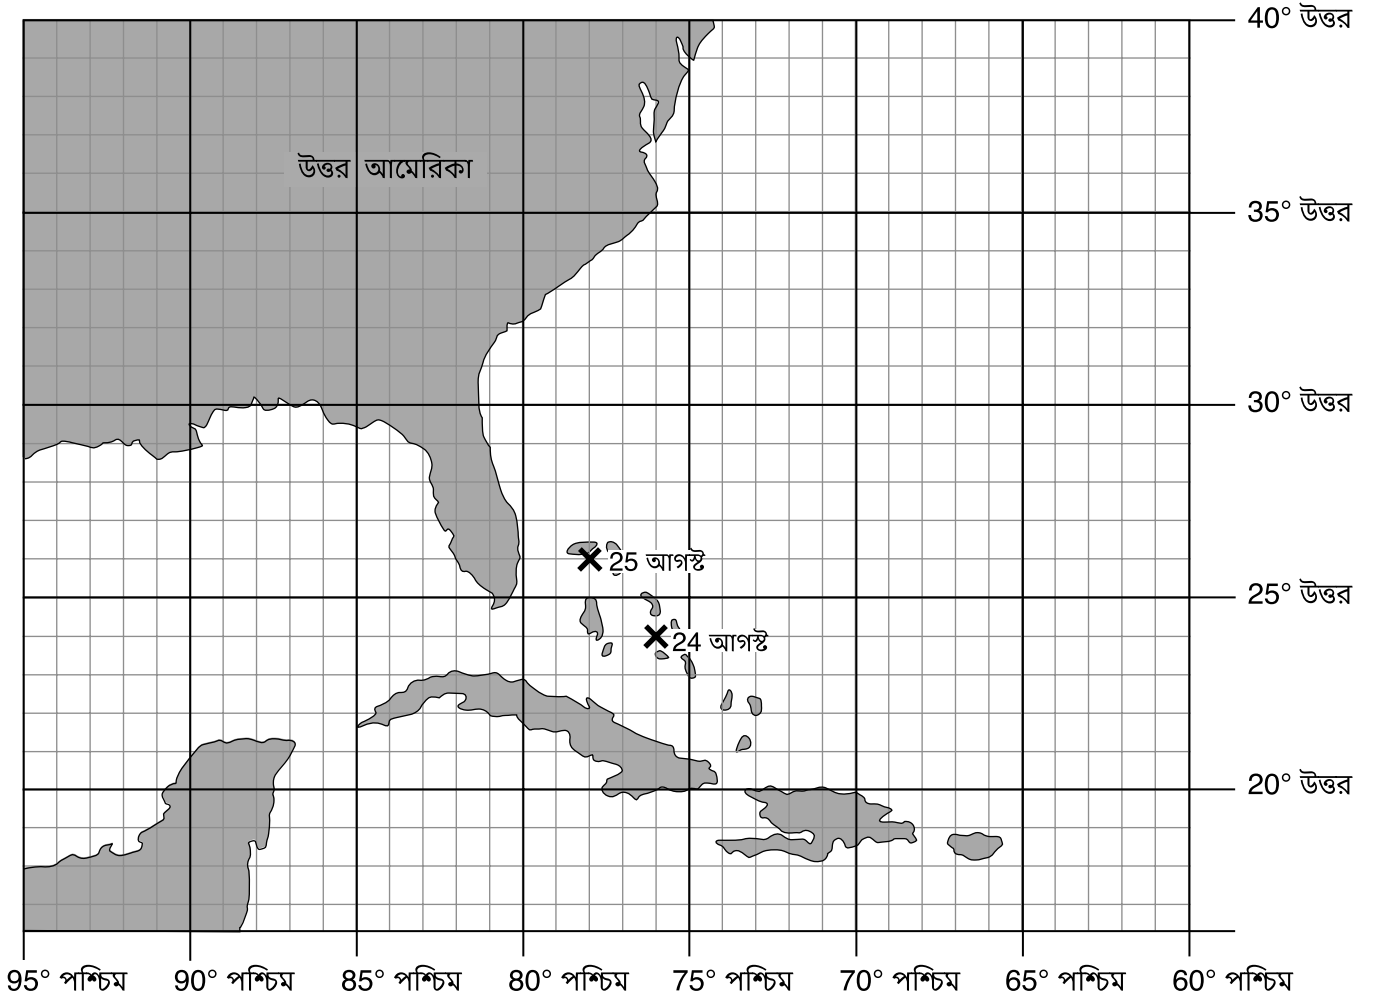 40° উত্তর
উত্তর আমেরিকা
35° উত্তর
30° উত্তর
25 আগস্ট
25° উত্তর
24 আগস্ট
20° উত্তর
95° পশ্চিম 90° পশ্চিম 85° পশ্চিম 80° পশ্চিম 75° পশ্চিম 70° পশ্চিম 65° পশ্চিম 60° পশ্চিম